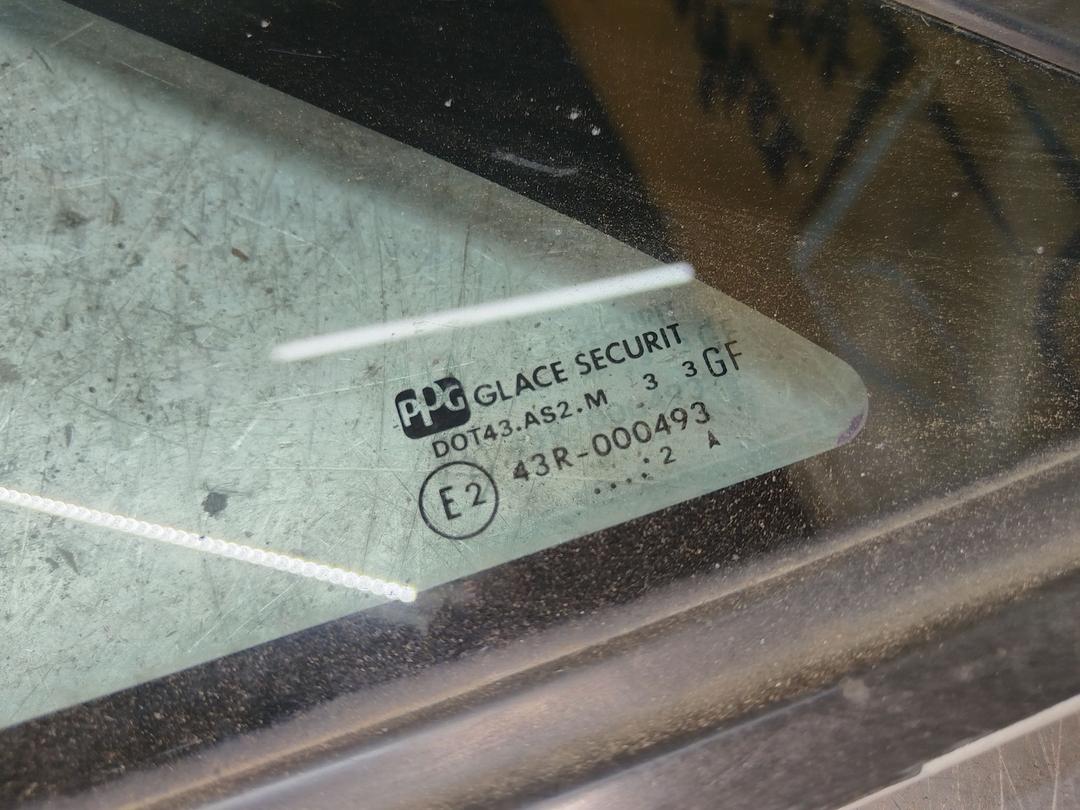 PPG GLACE SECURIT
DOT43.AS2.M 3 3 GF
E2 43R-000493
.....2 A